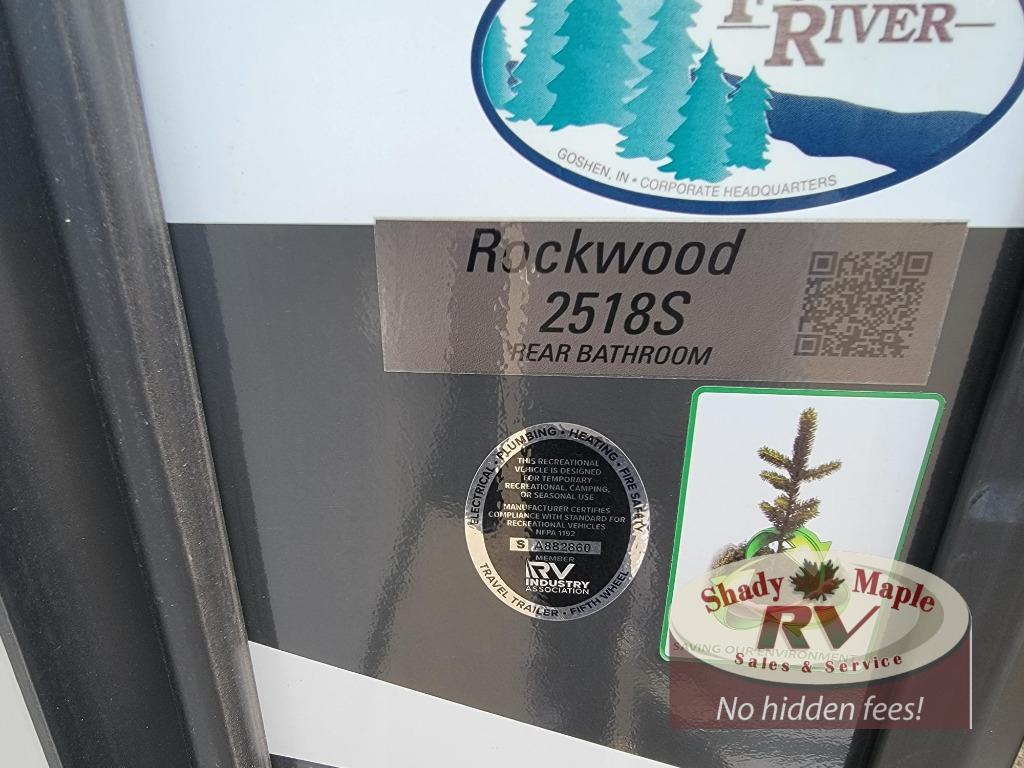 RIVER
GOSHEN, IN • CORPORATE HEADQUARTERS
Rockwood
2518S
REAR BATHROOM
ELECTRICAL • PLUMBING • HEATING • FIRE SAFETY
THIS RECREATIONAL
VEHICLE IS DESIGNED
FOR TEMPORARY
RECREATIONAL, CAMPING,
OR SEASONAL USE
MANUFACTURER CERTIFIES
COMPLIANCE WITH STANDARD FOR
RECREATIONAL VEHICLES
NFPA 1192
S A882860
MEMBER
RV
INDUSTRY
ASSOCIATION
TRAVEL TRAILER • FIFTH WHEEL
SAVING OUR ENVIRONMENT
Shady Maple
RV
Sales & Service
No hidden fees!